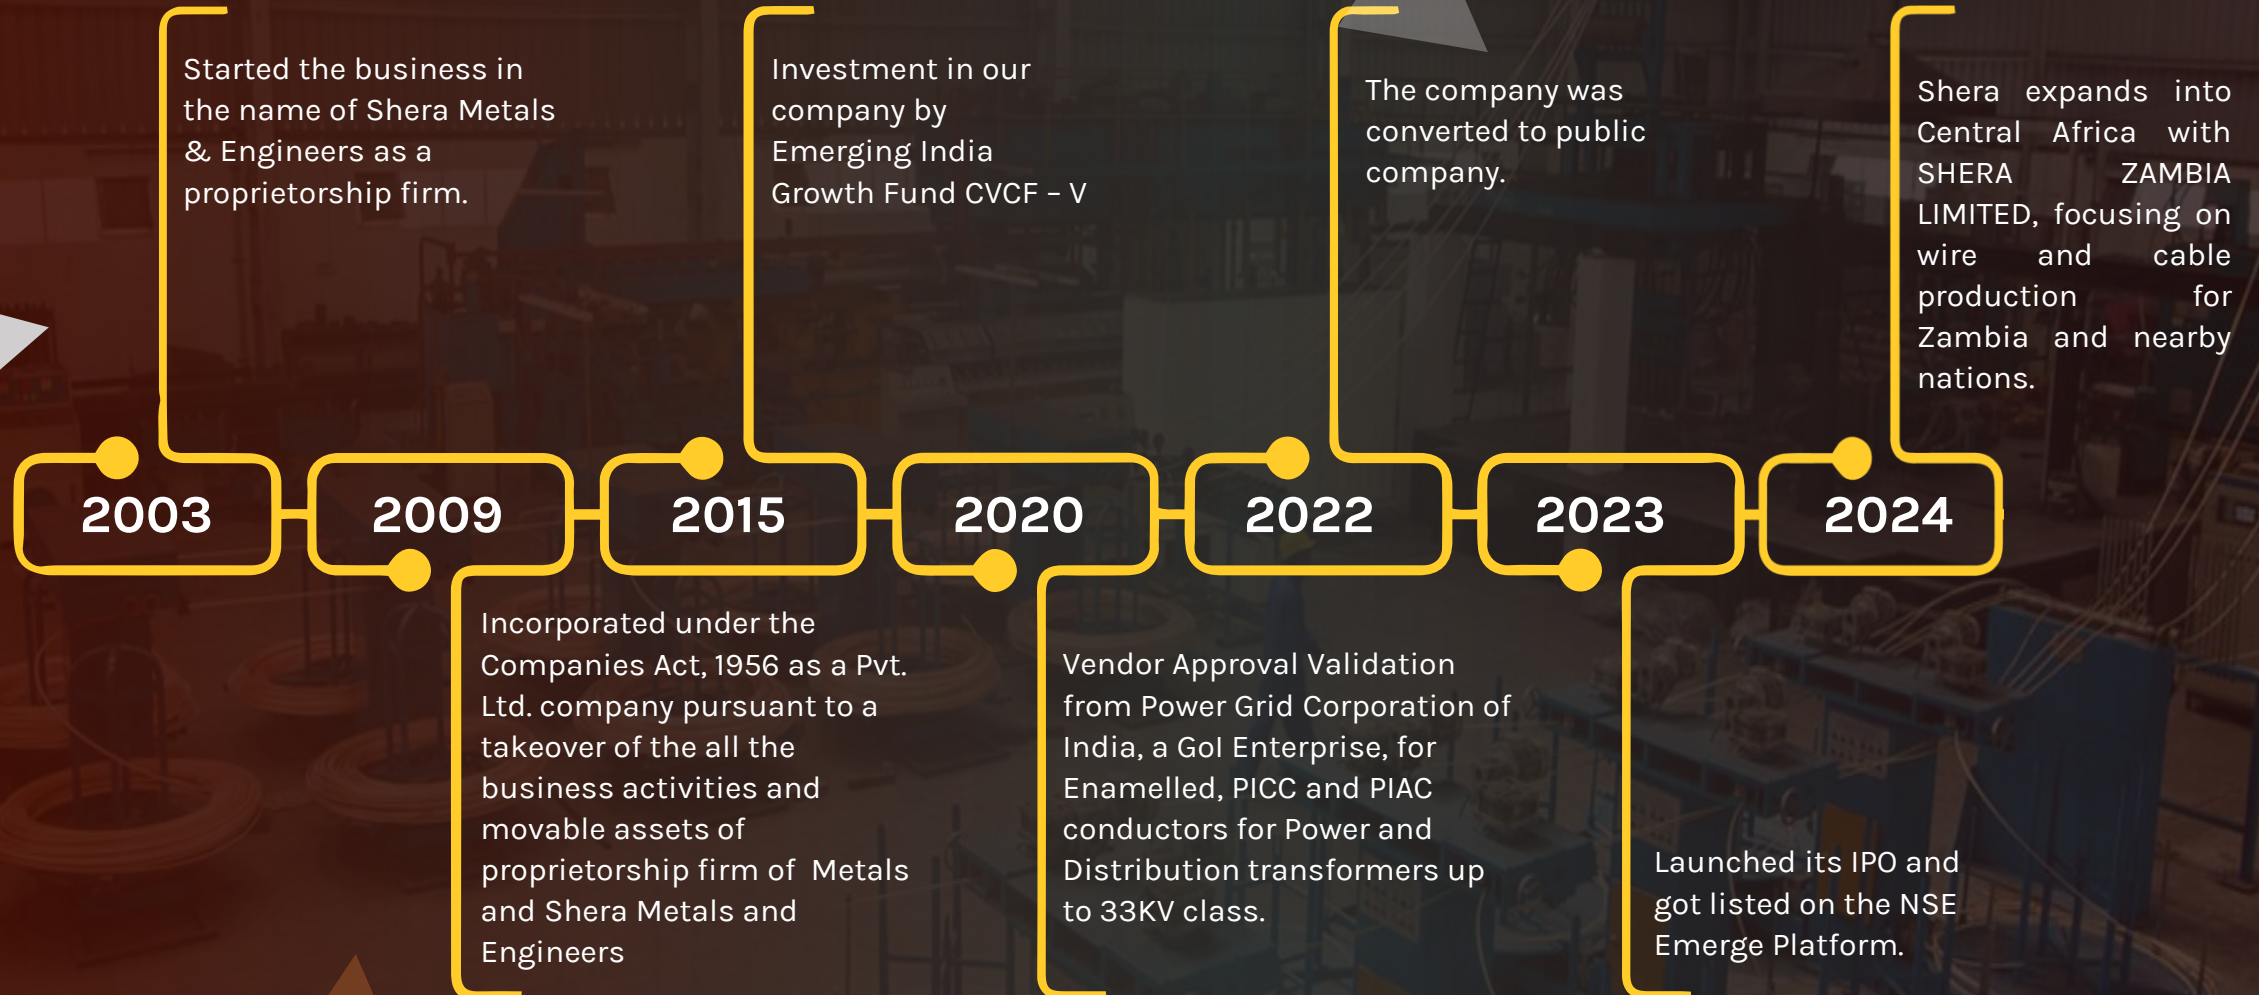 Started the business in
the name of Shera Metals
& Engineers as a
proprietorship firm.
Investment in our
company by
Emerging India
Growth Fund CVCF – V
The company was
converted to public
company.
Shera expands into
Central Africa with
SHERA ZAMBIA
LIMITED, focusing on
wire and cable
production for
Zambia and nearby
nations.
2003
2009
2015
2020
2022
2023
2024
Incorporated under the
Companies Act, 1956 as a Pvt.
Ltd. company pursuant to a
takeover of the all the
business activities and
movable assets of
proprietorship firm of Metals
and Shera Metals and
Engineers
Vendor Approval Validation
from Power Grid Corporation of
India, a GoI Enterprise, for
Enamelled, PICC and PIAC
conductors for Power and
Distribution transformers up
to 33KV class.
Launched its IPO and
got listed on the NSE
Emerge Platform.